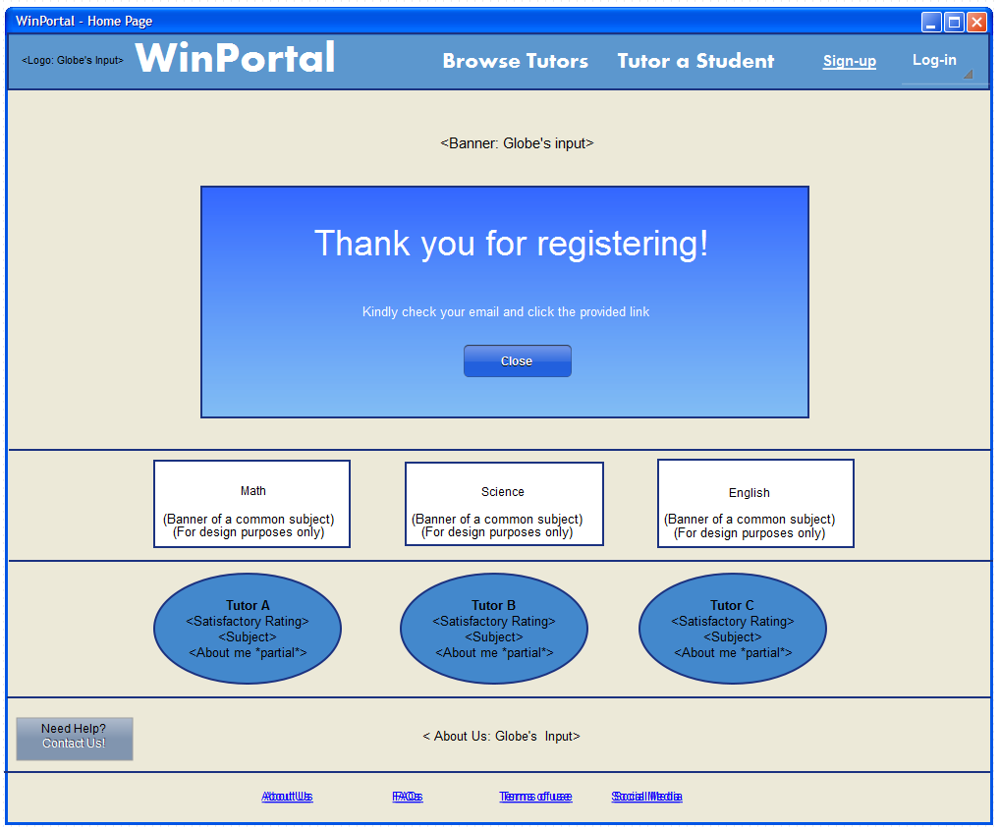 WinPortal - Home Page
<Logo: Globe's Input> WinPortal Browse Tutors Tutor a Student Sign-up Log-in
<Banner: Globe's input>
Thank you for registering!
Kindly check your email and click the provided link
Close
Math
(Banner of a common subject)
(For design purposes only)
Science
(Banner of a common subject)
(For design purposes only)
English
(Banner of a common subject)
(For design purposes only)
Tutor A
<Satisfactory Rating>
<Subject>
<About me *partial*>
Tutor B
<Satisfactory Rating>
<Subject>
<About me *partial*>
Tutor C
<Satisfactory Rating>
<Subject>
<About me *partial*>
Need Help?
Contact Us!
< About Us: Globe's  Input>
About Us FAQs Terms of use Social Media